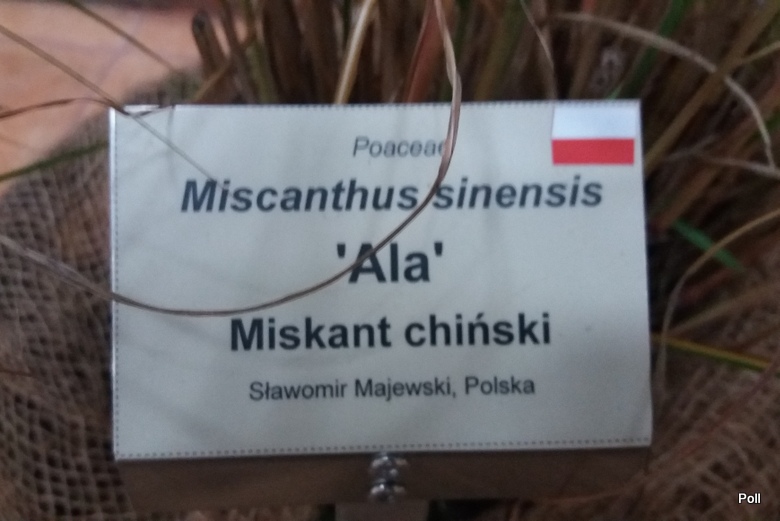 Poaceae
Miscanthus sinensis
'Ala'
Miskant chiński
Sławomir Majewski, Polska
Poll